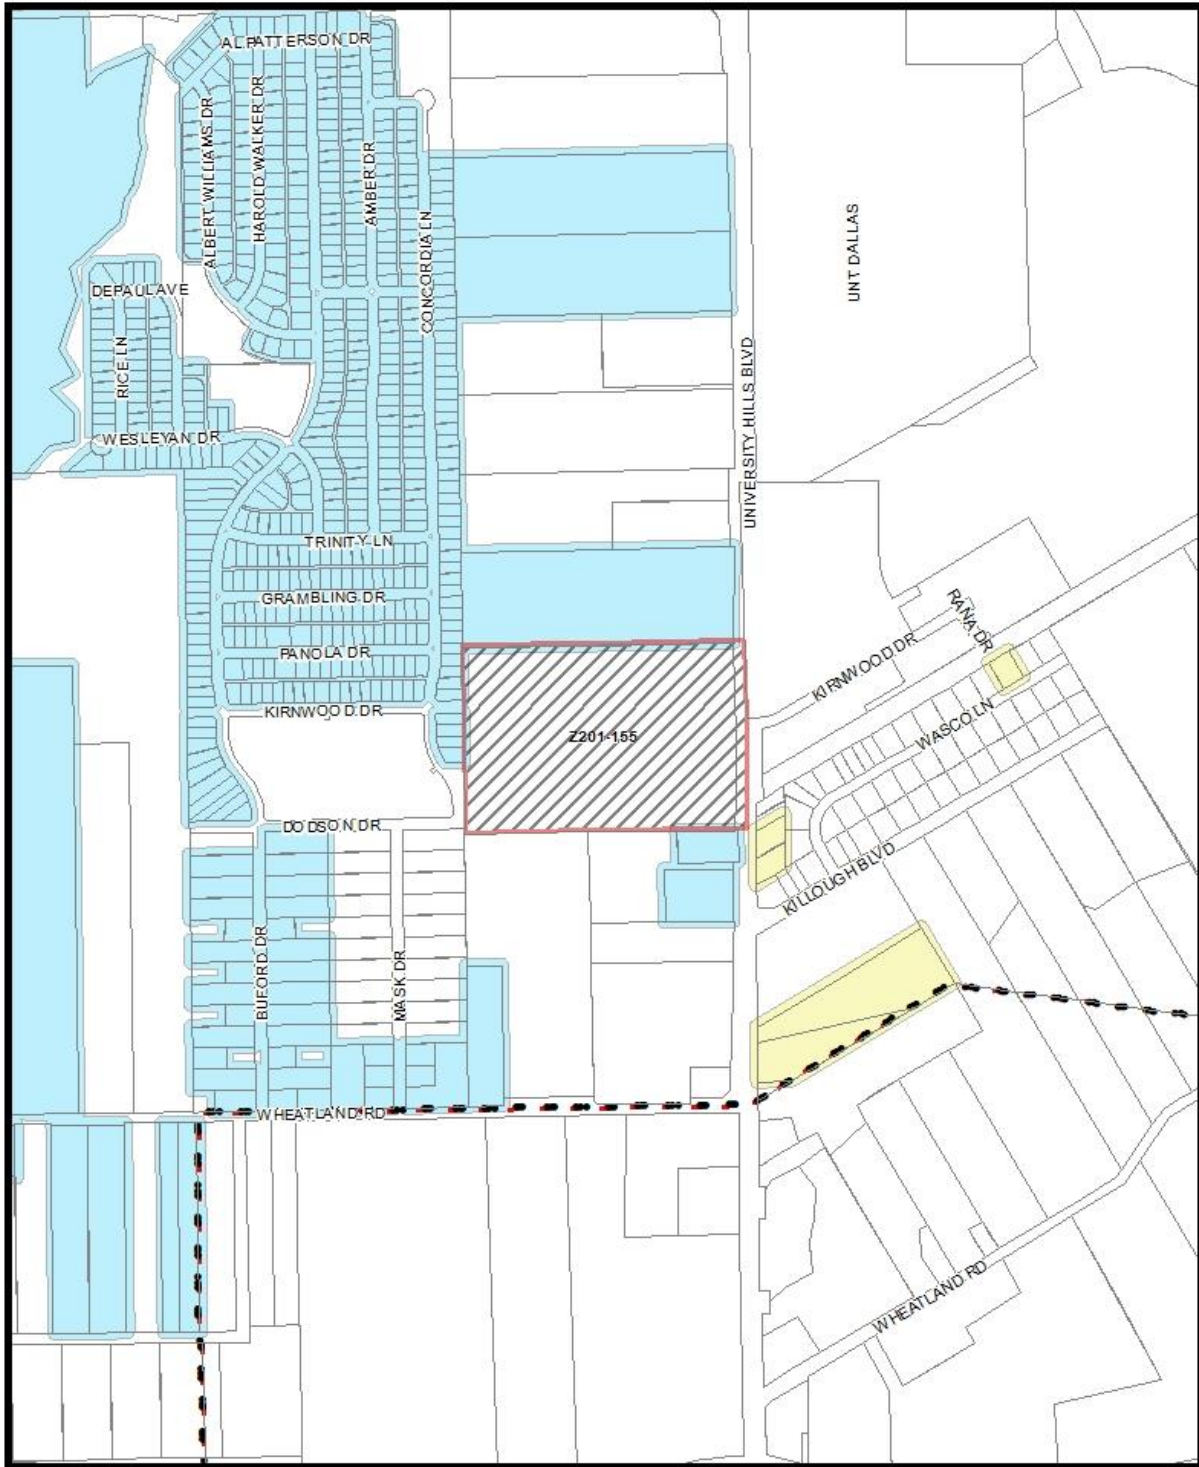 AL PATTERSON DR
ALBERT WILLIAMS DR
HAROLD WALKER DR
AMBER DR
CONCORDIA LN
UNT DALLAS
DEPAUL AVE
RICE LN
WESLEYAN DR
UNIVERSITY HILLS BLVD
TRINITY LN
GRAMBLING DR
PANOLA DR
KIRNWOOD DR
RANA DR
KIRNWOOD DR
WASCO LN
Z201-155
DODSON DR
KILLOUGH BLVD
BUFORD DR
MASK DR
WHEATLAND RD
WHEATLAND RD